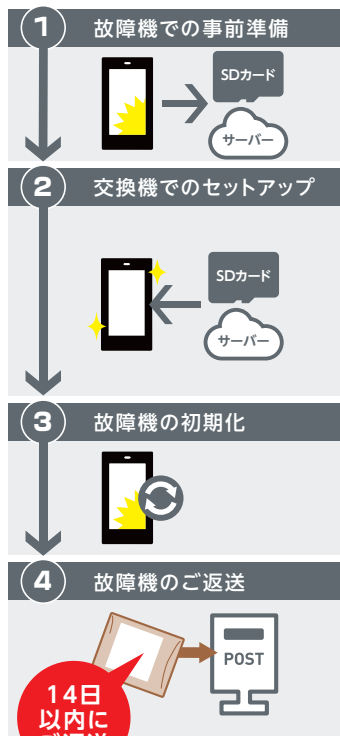 1 故障機での事前準備
SDカード
サーバー
2 交換機でのセットアップ
SDカード
サーバー
3 故障機の初期化
4 故障機のご返送
POST
14日
以内に